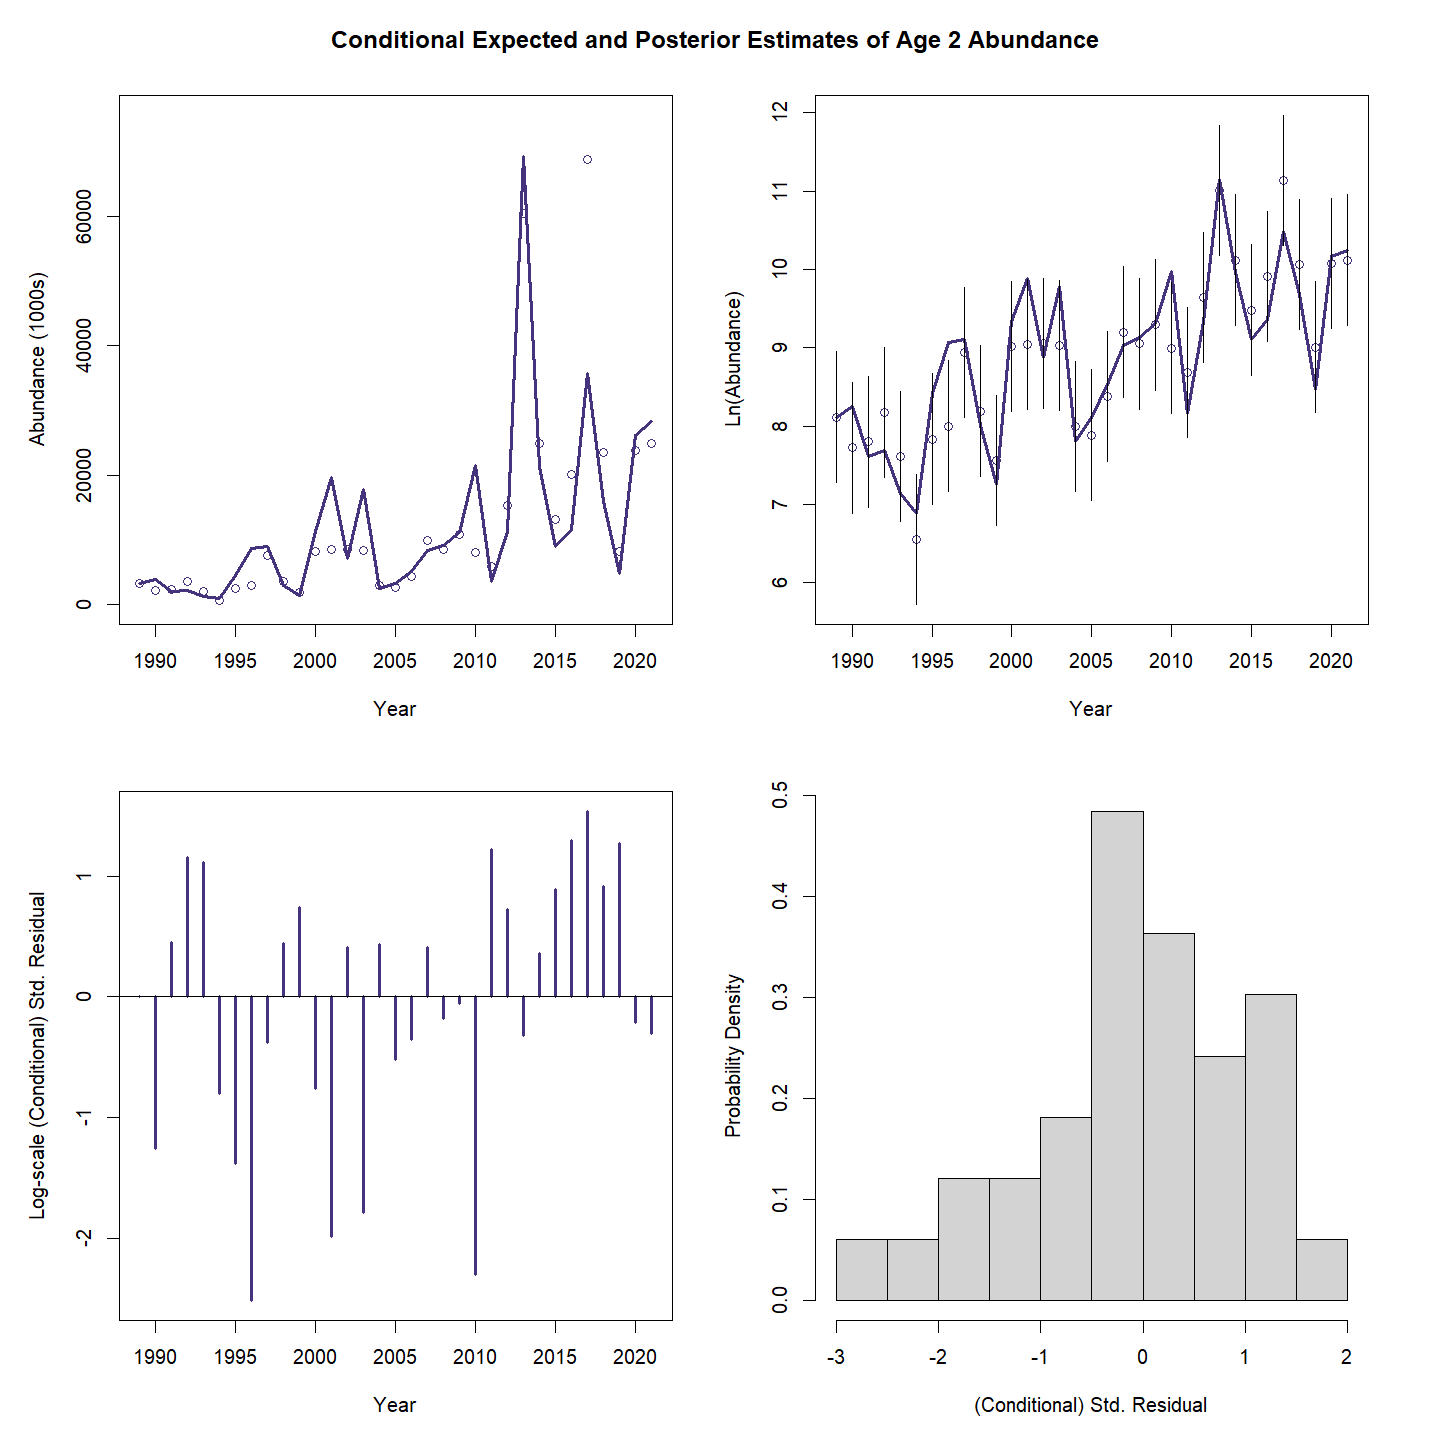 Conditional Expected and Posterior Estimates of Age 2 Abundance
Abundance (1000s)
60000
40000
20000
0
1990 1995 2000 2005 2010 2015 2020
Year
Ln(Abundance)
12
11
10
9
8
7
6
1990 1995 2000 2005 2010 2015 2020
Year
Log-scale (Conditional) Std. Residual
1
0
-1
-2
1990 1995 2000 2005 2010 2015 2020
Year
Probability Density
0.5
0.4
0.3
0.2
0.1
0.0
-3 -2 -1 0 1 2
(Conditional) Std. Residual